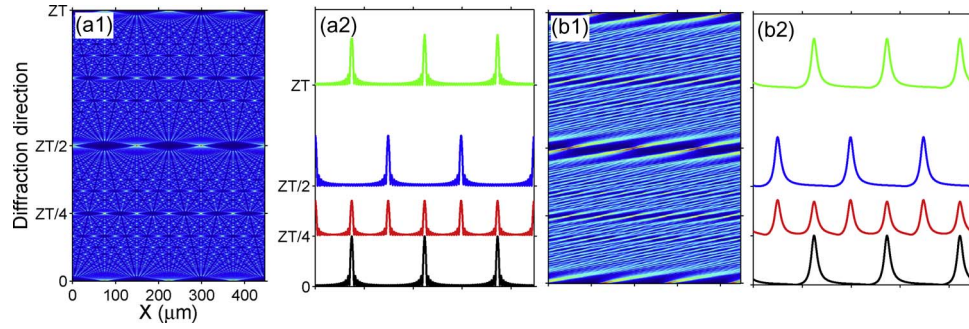 (a1)
(a2)
(b1)
(b2)
ZT
ZT/2
ZT/4
0
Diffraction direction
0
100
200
300
400
X (μm)
ZT
ZT/2
ZT/4
0